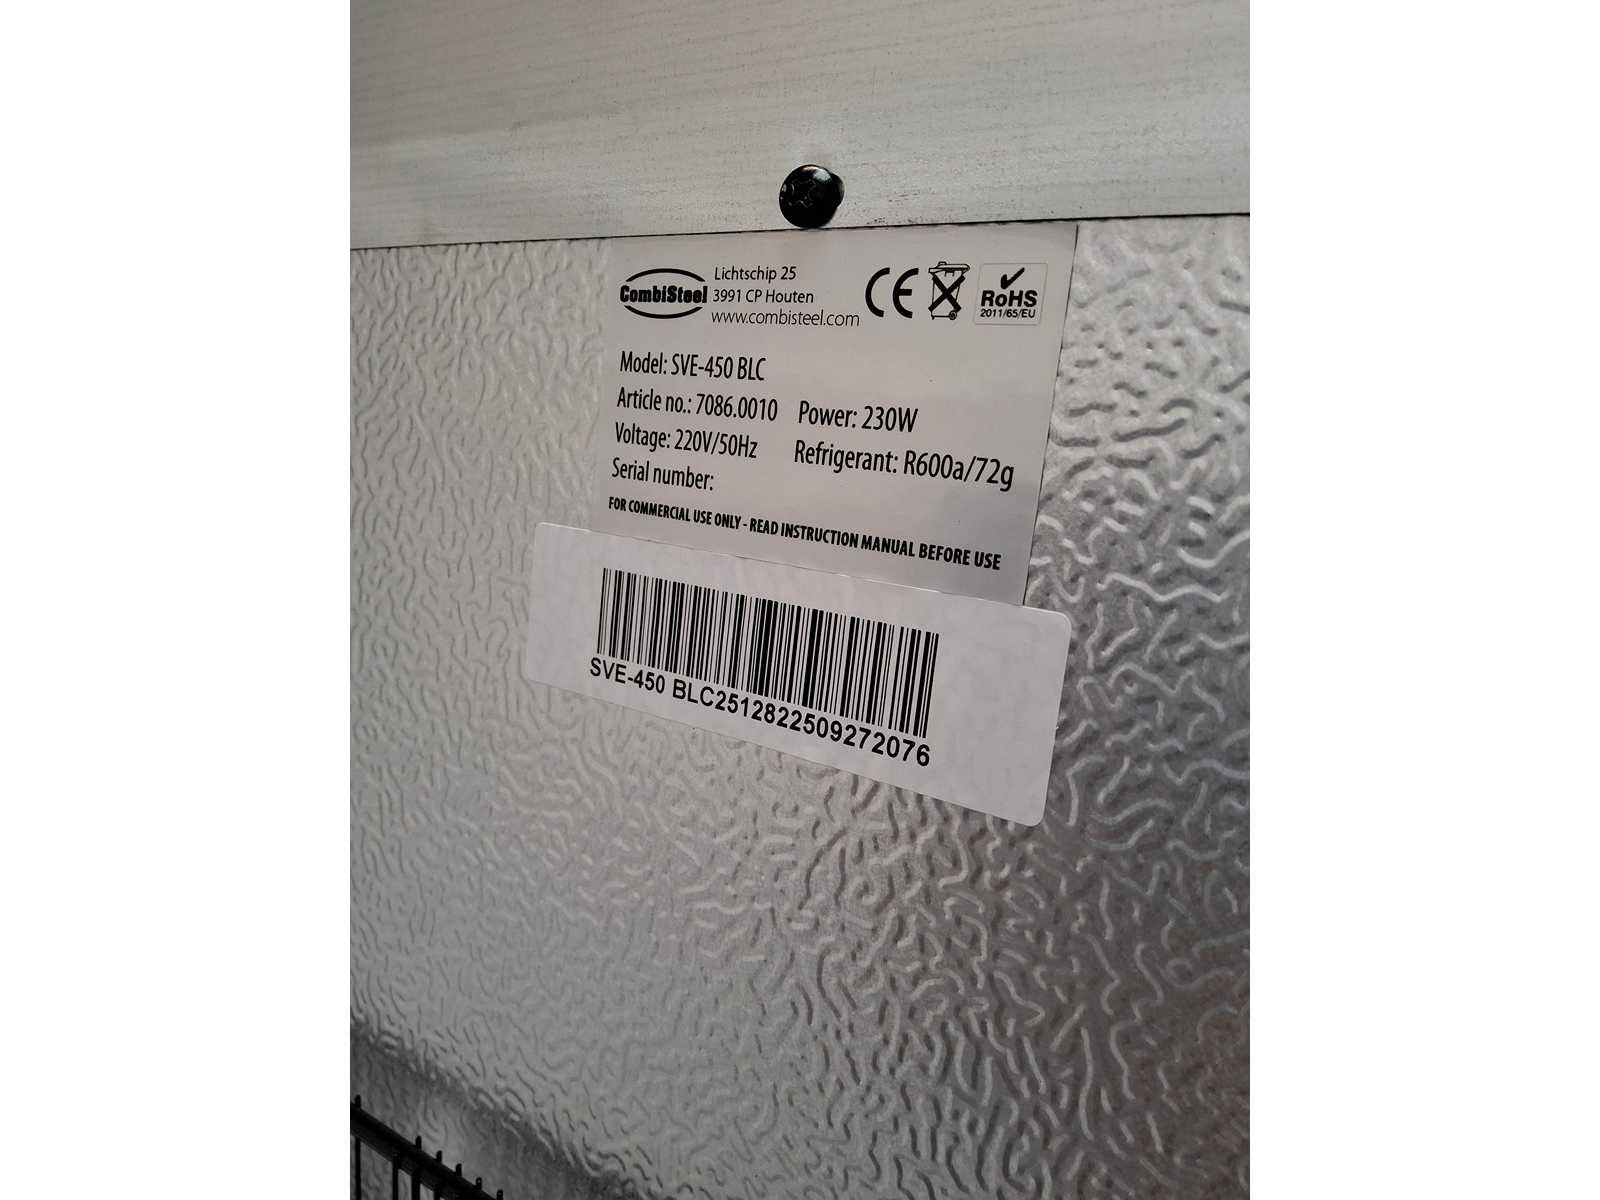 CombiSteel
Lichtschip 25
3991 CP Houten
www.combisteel.com
CE
RoHS
2011/65/EU
Model: SVE-450 BLC
Article no.: 7086.0010 Power: 230W
Voltage: 220V/50Hz Refrigerant: R600a/72g
Serial number:
FOR COMMERCIAL USE ONLY - READ INSTRUCTION MANUAL BEFORE USE
SVE-450 BLC2512822509272076